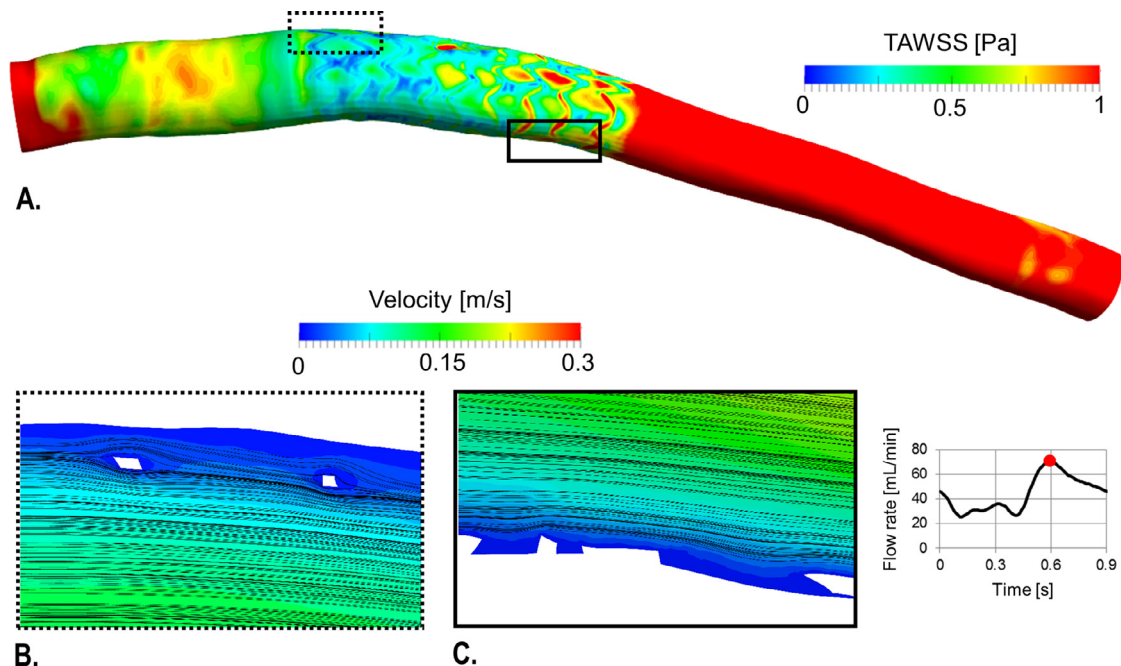 TAWSS [Pa]
0 0.5 1
A.
Velocity [m/s]
0 0.15 0.3
B.
C.
Flow rate [mL/min]
80
60
40
20
0
0 0.3 0.6 0.9
Time [s]